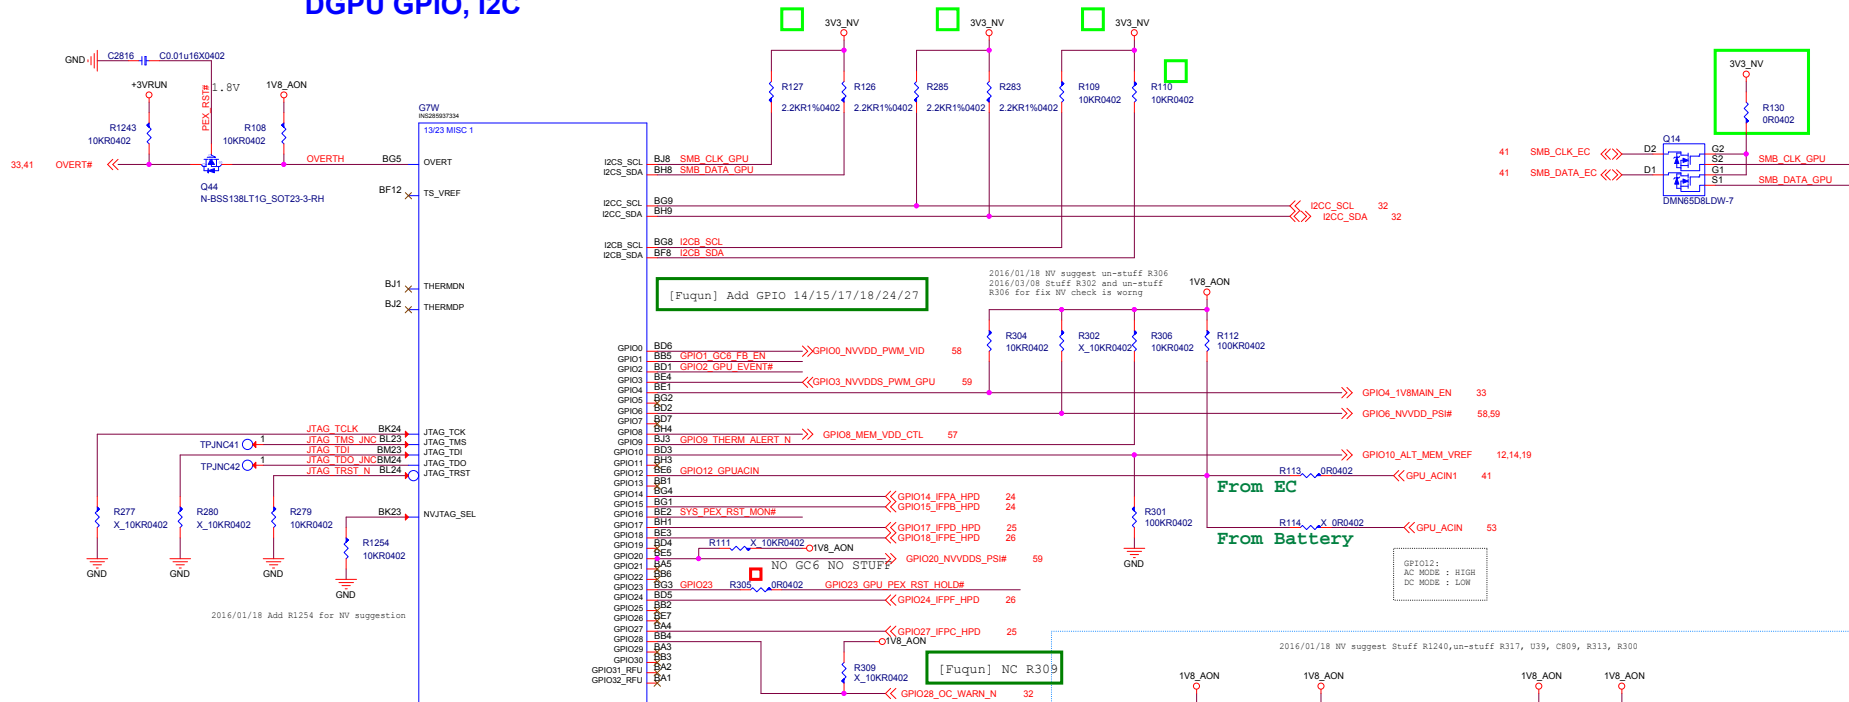 DGPU GPIO, I2C
GND
C2816
C0.01u16X0402
+3VRUN
PEX_RST#
1.8V
1V8_AON
R1243
10KR0402
R108
10KR0402
33,41
OVERT#
OVERTH
BG5
Q44
N-BSS138LT1G_SOT23-3-RH
G7W
INS285937334
13/23 MISC 1
OVERT
BF12
TS_VREF
BJ1
THERMDN
BJ2
THERMDP
3V3_NV
3V3_NV
3V3_NV
R127
2.2KR1%0402
R126
2.2KR1%0402
R285
2.2KR1%0402
R283
2.2KR1%0402
R109
10KR0402
R110
10KR0402
I2CS_SCL BJ8 SMB_CLK_GPU
I2CS_SDA BH8 SMB_DATA_GPU
I2CC_SCL BG9
I2CC_SCL 32
I2CC_SDA BH9
I2CC_SDA 32
I2CB_SCL BG8 I2CB_SCL
I2CB_SDA BF8 I2CB_SDA
3V3_NV
R130
0R0402
Q14
41 SMB_CLK_EC D2
G2
S2 SMB_CLK_GPU
41 SMB_DATA_EC D1
G1
S1 SMB_DATA_GPU
DMN65D8LDW-7
[Fuqun] Add GPIO 14/15/17/18/24/27
2016/01/18 NV suggest un-stuff R306
2016/03/08 Stuff R302 and un-stuff
R306 for fix NV check is worng
1V8_AON
R304
10KR0402
R302
X_10KR0402
R306
10KR0402
R112
100KR0402
GPIO0 BD6 GPIO0_NVVDD_PWM_VID 58
GPIO1 BB5 GPIO1_GC6_FB_EN
GPIO2 BD1 GPIO2_GPU_EVENT#
GPIO3 BE4 GPIO3_NVVDDS_PWM_GPU 59
GPIO4 BE1 GPIO4_1V8MAIN_EN 33
GPIO5 BG2
GPIO6 BD2 GPIO6_NVVDD_PSI# 58,59
GPIO7 BD7
GPIO8 BH4 GPIO8_MEM_VDD_CTL 57
GPIO9 BJ3 GPIO9_THERM_ALERT_N
GPIO10 BD3 GPIO10_ALT_MEM_VREF 12,14,19
GPIO11 BH3
GPIO12 BE6 GPIO12_GPUACIN
R113 0R0402 GPU_ACIN1 41
From EC
GPIO13 BB1
GPIO14 BG4 GPIO14_IFPA_HPD 24
GPIO15 BG1 GPIO15_IFPB_HPD 24
GPIO16 BE2 SYS_PEX_RST_MON#
GPIO17 BH1 GPIO17_IFPD_HPD 25
GPIO18 BE3 GPIO18_IFPE_HPD 26
GPIO19 BD4
R111 X_10KR0402 1V8_AON
GPIO20 BE5 GPIO20_NVVDDS_PSI# 59
GPIO21 BA5
NO GC6 NO STUFF
GPIO22 BB6
GPIO23 BG3 GPIO23 R305 0R0402 GPIO23_GPU_PEX_RST_HOLD#
GPIO24 BD5 GPIO24_IFPF_HPD 26
GPIO25 BB2
GPIO26 BE7
GPIO27 BA4 GPIO27_IFPC_HPD 25
GPIO28 BB4
1V8_AON
GPIO29 BA3
GPIO30 BB3
GPIO31_RFU BA2
GPIO32_RFU BA1
R309
X_10KR0402
[Fuqun] NC R309
GPIO28_OC_WARN_N 32
R301
100KR0402
GND
R114 X_0R0402 GPU_ACIN 53
From Battery
GPIO12:
AC MODE : HIGH
DC MODE : LOW
JTAG_TCLK BK24 JTAG_TCK
TPJNC41 1 JTAG_TMS_JNC BL23 JTAG_TMS
JTAG_TDI BM23 JTAG_TDI
TPJNC42 1 JTAG_TDO_JNC BM24 JTAG_TDO
JTAG_TRST_N BL24 JTAG_TRST
BK23 NVJTAG_SEL
R277
X_10KR0402
R280
X_10KR0402
R279
10KR0402
R1254
10KR0402
GND
GND
GND
GND
2016/01/18 Add R1254 for NV suggestion
2016/01/18 NV suggest Stuff R1240,un-stuff R317, U39, C809, R313, R300
1V8_AON
1V8_AON
1V8_AON
1V8_AON